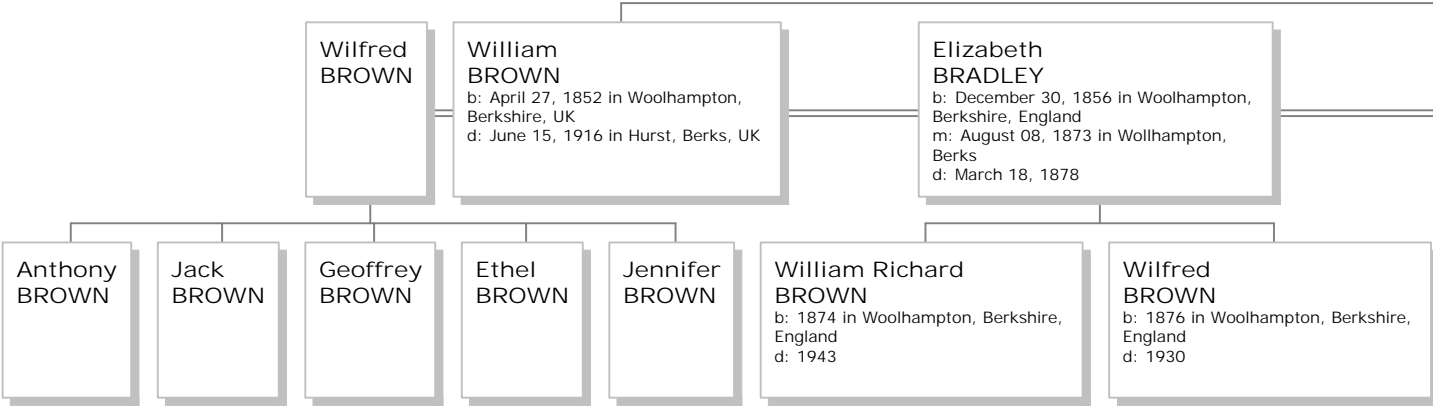 Wilfred
BROWN
William
BROWN
b: April 27, 1852 in Woolhampton,
Berkshire, UK
d: June 15, 1916 in Hurst, Berks, UK
Elizabeth
BRADLEY
b: December 30, 1856 in Woolhampton,
Berkshire, England
m: August 08, 1873 in Wollhampton,
Berks
d: March 18, 1878
Anthony
BROWN
Jack
BROWN
Geoffrey
BROWN
Ethel
BROWN
Jennifer
BROWN
William Richard
BROWN
b: 1874 in Woolhampton, Berkshire,
England
d: 1943
Wilfred
BROWN
b: 1876 in Woolhampton, Berkshire,
England
d: 1930